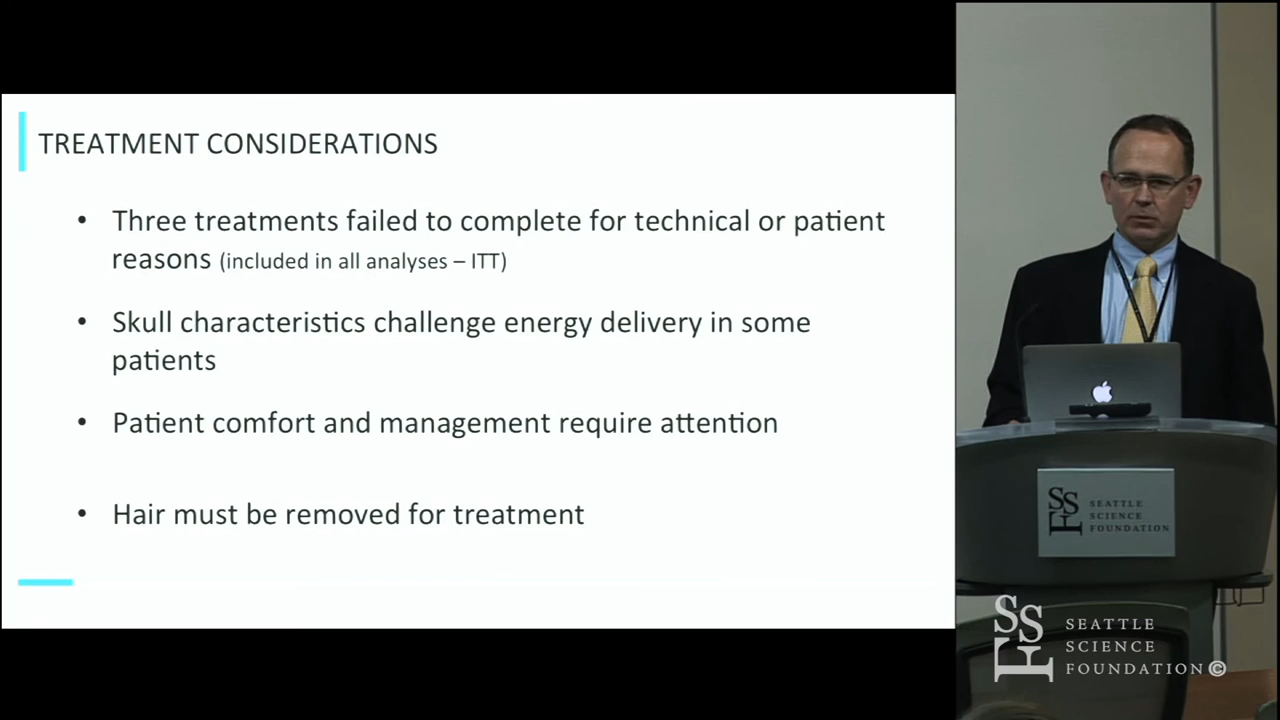 TREATMENT CONSIDERATIONS
• Three treatments failed to complete for technical or patient
reasons (included in all analyses – ITT)
• Skull characteristics challenge energy delivery in some
patients
• Patient comfort and management require attention
• Hair must be removed for treatment
SSF
SEATTLE
SCIENCE
FOUNDATION
SSF
SEATTLE
SCIENCE
FOUNDATION©